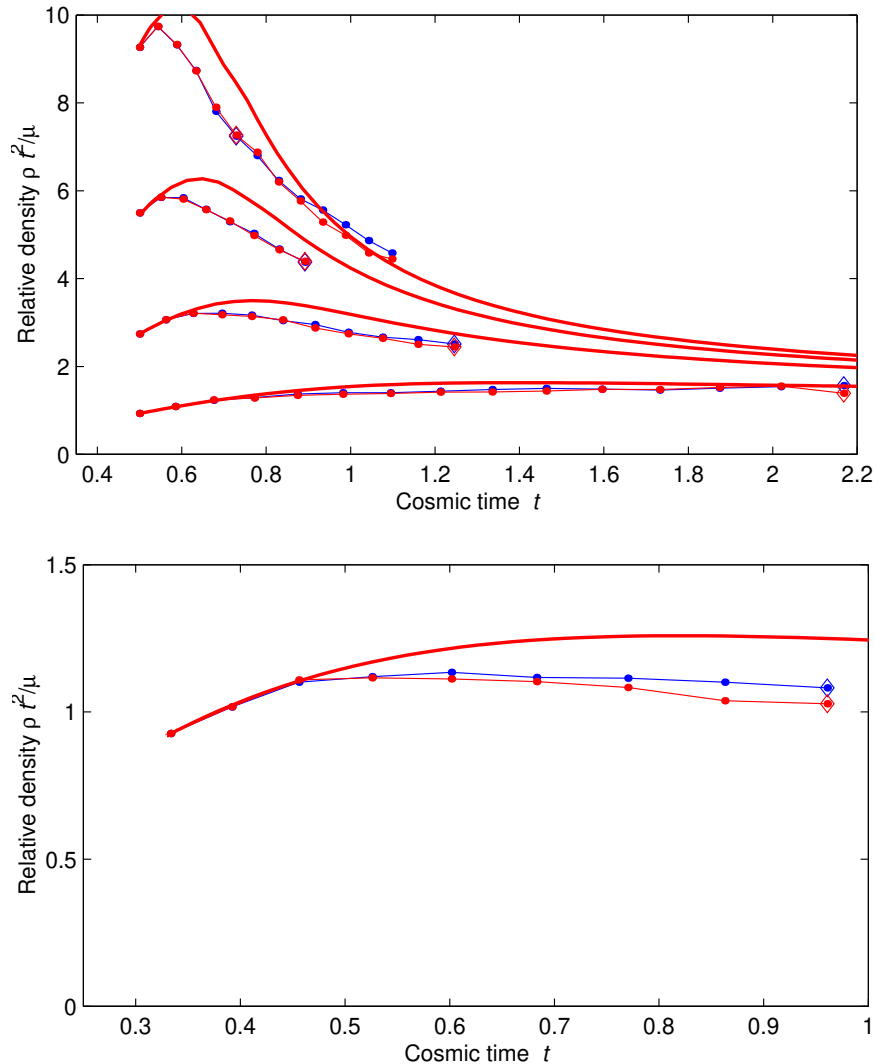 10
8
6
4
2
0
Relative density ρ t²/μ
0.4 0.6 0.8 1 1.2 1.4 1.6 1.8 2 2.2
Cosmic time t
1.5
1
0.5
0
Relative density ρ t²/μ
0.3 0.4 0.5 0.6 0.7 0.8 0.9 1
Cosmic time t